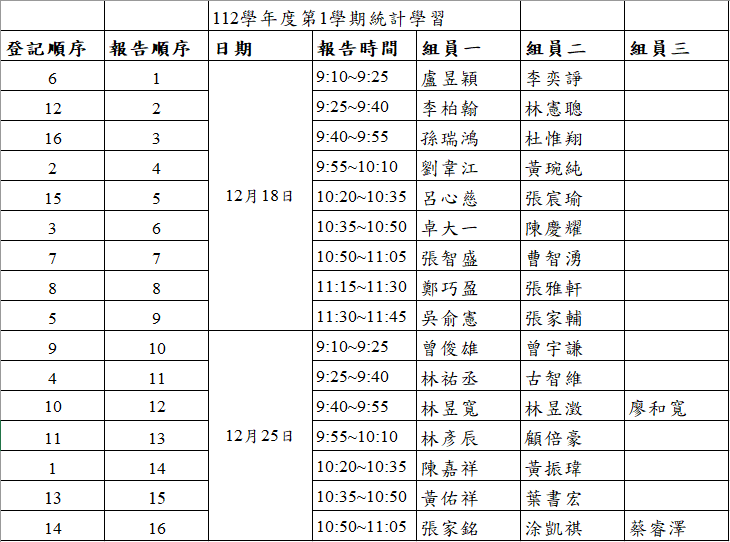 112學年度第1學期統計學習
登記順序 報告順序 日期 報告時間 組員一 組員二 組員三
6 1 9:10~9:25 盧昱穎 李奕諍
12 2 9:25~9:40 李柏翰 林憲聰
16 3 9:40~9:55 孫瑞鴻 杜惟翔
2 4 9:55~10:10 劉韋江 黃琬純
15 5 12月18日 10:20~10:35 呂心慈 張宸瑜
3 6 10:35~10:50 卓大一 陳慶耀
7 7 10:50~11:05 張智盛 曹智湧
8 8 11:15~11:30 鄭巧盈 張雅軒
5 9 11:30~11:45 吳俞憲 張家輔
9 10 9:10~9:25 曾俊雄 曾宇謙
4 11 9:25~9:40 林祐丞 古智維
10 12 9:40~9:55 林昱寬 林昱澂 廖和寬
11 13 12月25日 9:55~10:10 林彥辰 顧倍豪
1 14 10:20~10:35 陳嘉祥 黃振瑋
13 15 10:35~10:50 黃佑祥 葉書宏
14 16 10:50~11:05 張家銘 涂凱祺 蔡睿澤